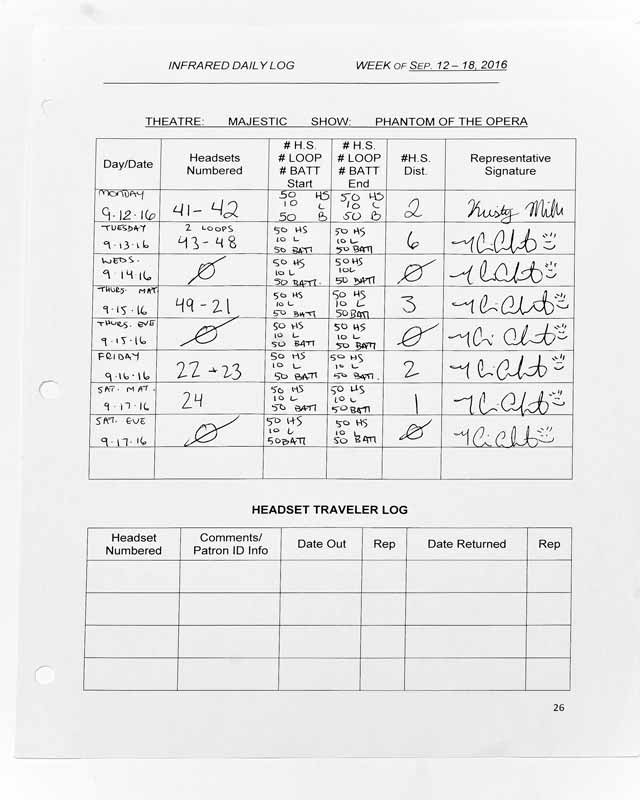 INFRARED DAILY LOG WEEK OF SEP. 12 – 18, 2016
THEATRE: MAJESTIC SHOW: PHANTOM OF THE OPERA
Day/Date Headsets Numbered # H.S. # LOOP # BATT Start # H.S. # LOOP # BATT End #H.S. Dist. Representative Signature
MONDAY 9.12.16 41-42 50 HS 10 L 50 B 50 HS 10 L 50 B 2 Kristy Mills
TUESDAY 9.13.16 2 LOOPS 43-48 50 HS 10 L 50 BATT 50 HS 10 L 50 BATT 6
WEDS. 9.14.16 Ø 50 HS 10 L 50 BATT. 50 HS 10L 50 BATT Ø
THURS. MAT. 9.15.16 49-21 50 HS 10 L 50 BATT 50 HS 10 L 50 BATT 3
THURS. EVE 9.15.16 Ø 50 HS 10 L 50 BATT 50 HS 10 L 50 BATT Ø
FRIDAY 9.16.16 22 + 23 50 HS 10 L 50 BATT 50 HS 10 L 50 BATT. 2
SAT. MAT. 9.17.16 24 50 HS 10 L 50 BATT 50 HS 10 L 50 BATT 1
SAT. EVE 9.17.16 Ø 50 HS 10 L 50 BATT 50 HS 10 L 50 BATT Ø
HEADSET TRAVELER LOG
Headset Numbered Comments/ Patron ID Info Date Out Rep Date Returned Rep
26